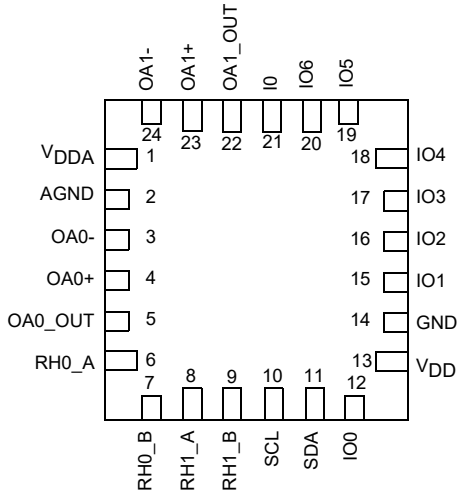 OA1-
OA1+
OA1_OUT
I0
IO6
IO5
24
23
22
21
20
19
VDDA 1
18 IO4
AGND 2
17 IO3
OA0- 3
16 IO2
OA0+ 4
15 IO1
OA0_OUT 5
14 GND
RH0_A 6
13 VDD
7
8
9
10
11
12
RH0_B
RH1_A
RH1_B
SCL
SDA
IO0